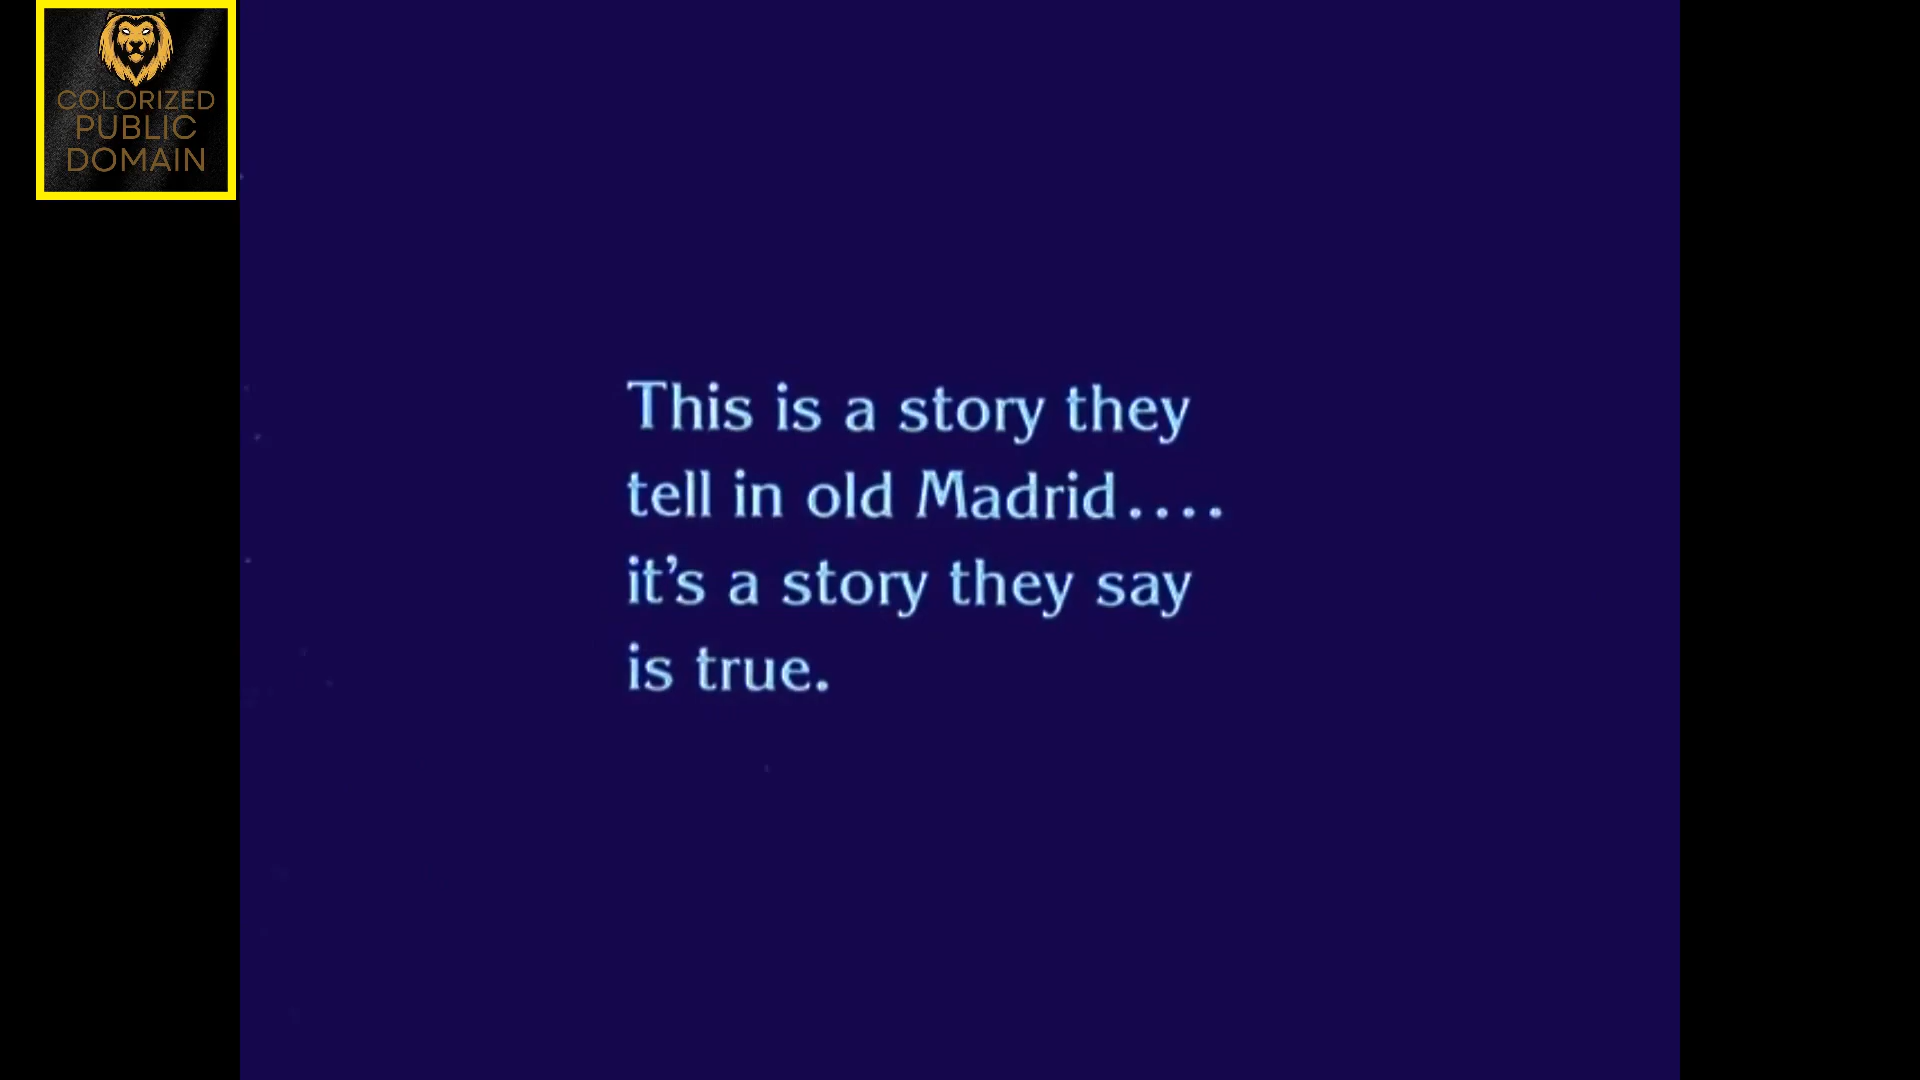 COLORIZED
PUBLIC
DOMAIN
This is a story they
tell in old Madrid....
it's a story they say
is true.